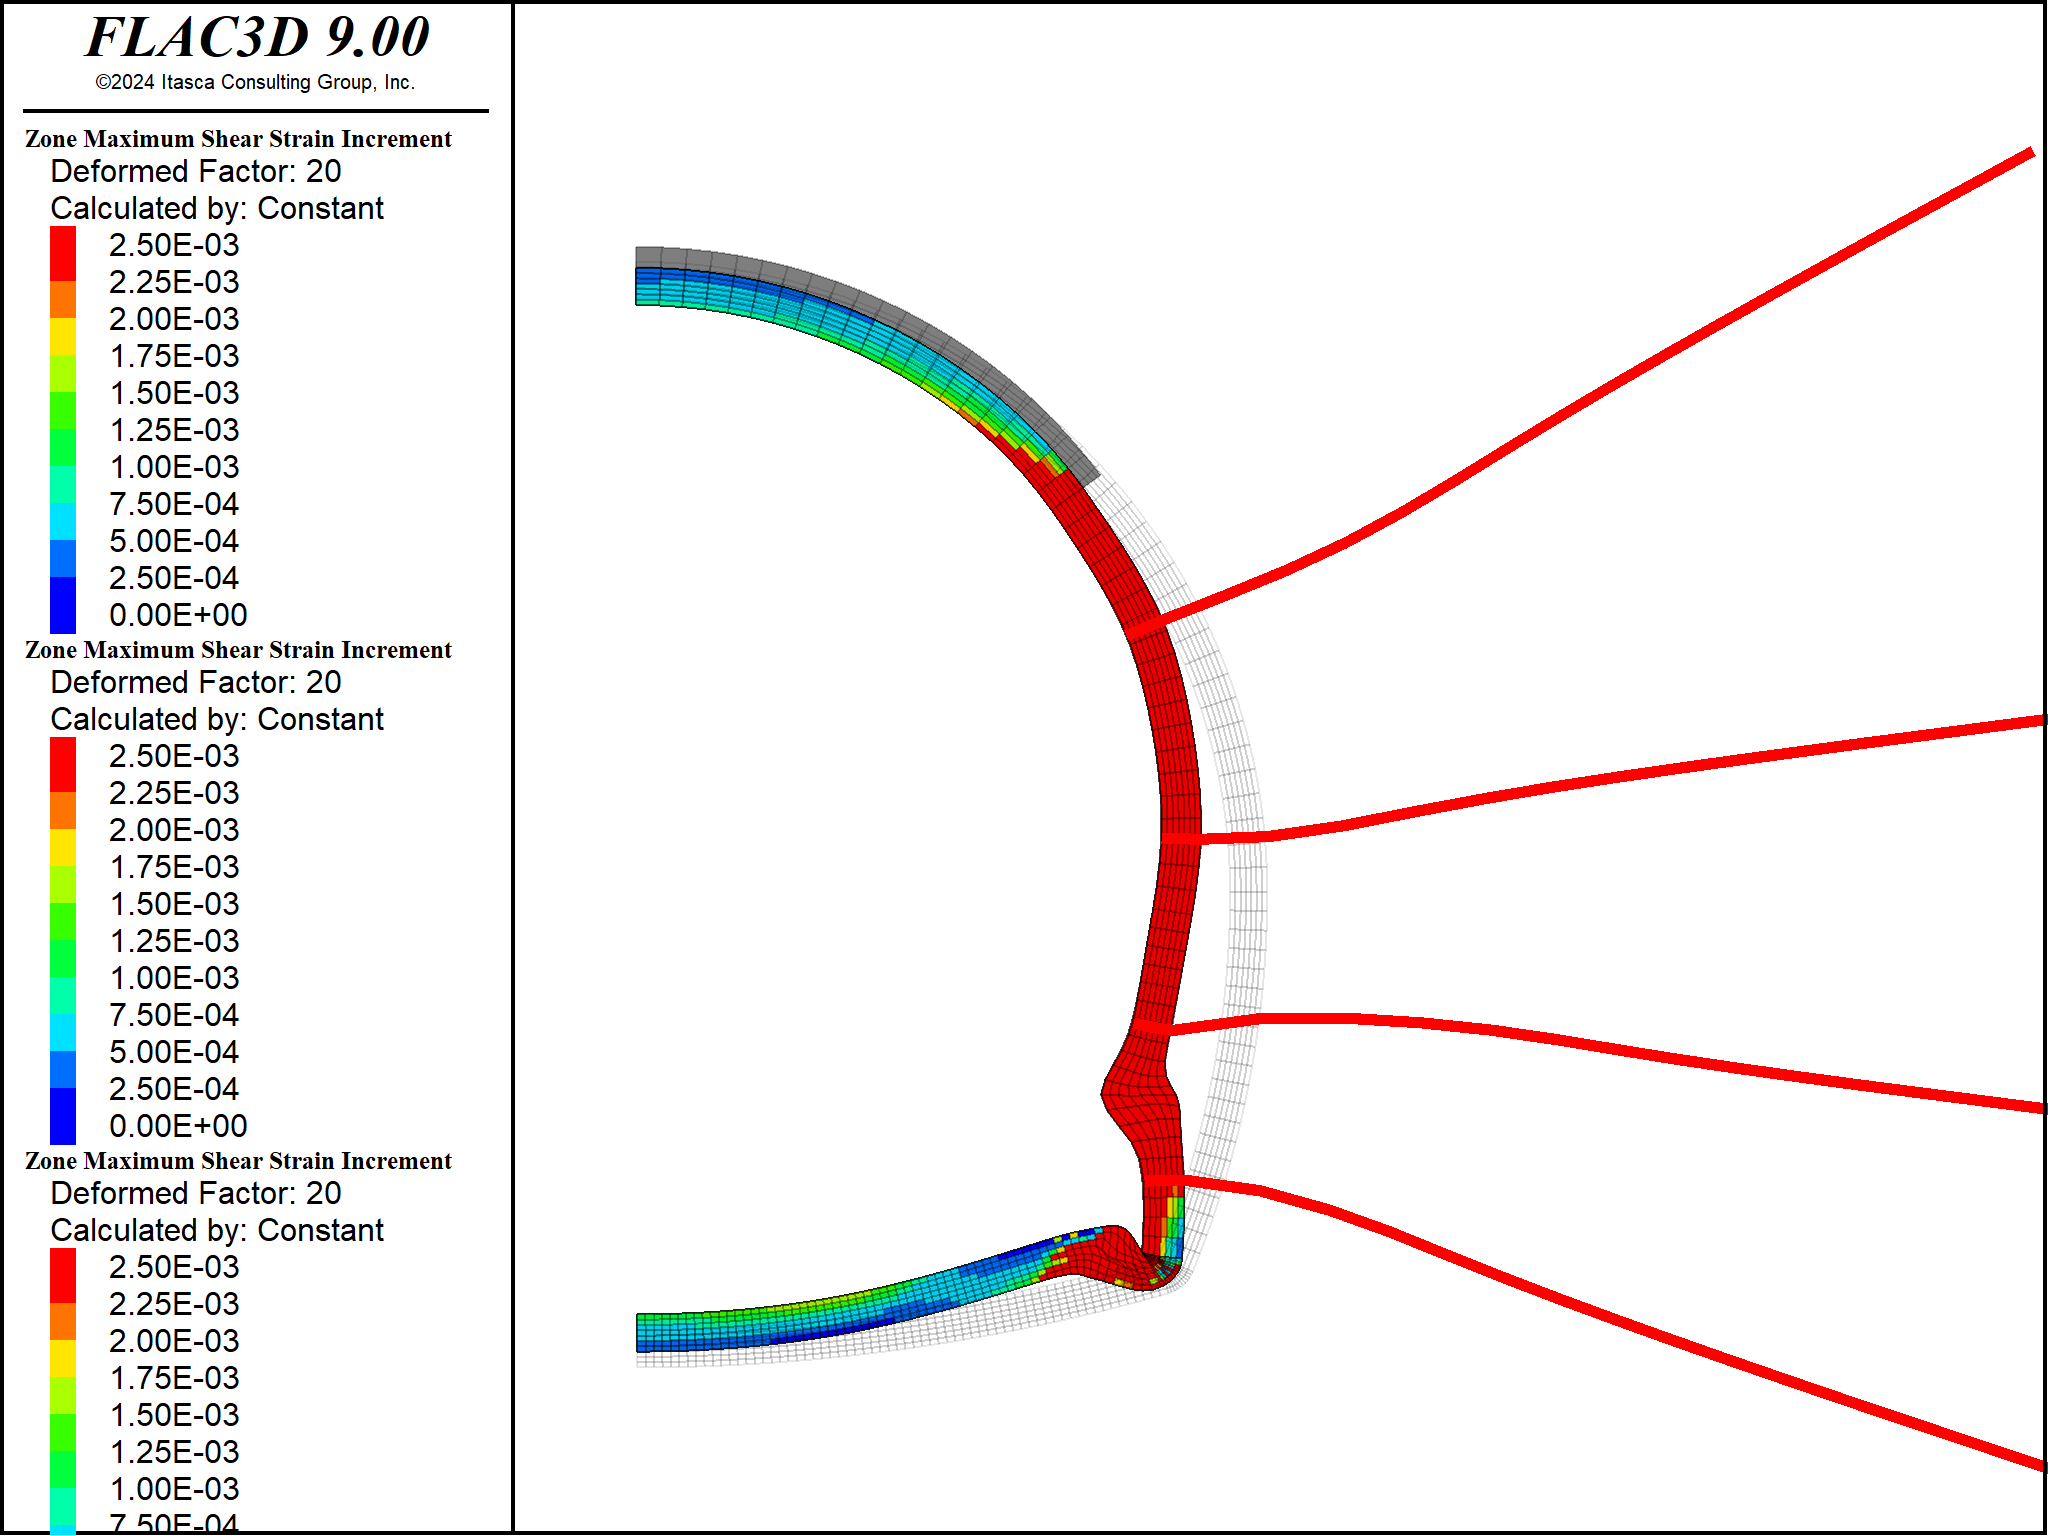 FLAC3D 9.00
©2024 Itasca Consulting Group, Inc.
Zone Maximum Shear Strain Increment
Deformed Factor: 20
Calculated by: Constant
2.50E-03
2.25E-03
2.00E-03
1.75E-03
1.50E-03
1.25E-03
1.00E-03
7.50E-04
5.00E-04
2.50E-04
0.00E+00
Zone Maximum Shear Strain Increment
Deformed Factor: 20
Calculated by: Constant
2.50E-03
2.25E-03
2.00E-03
1.75E-03
1.50E-03
1.25E-03
1.00E-03
7.50E-04
5.00E-04
2.50E-04
0.00E+00
Zone Maximum Shear Strain Increment
Deformed Factor: 20
Calculated by: Constant
2.50E-03
2.25E-03
2.00E-03
1.75E-03
1.50E-03
1.25E-03
1.00E-03
7.50E-04